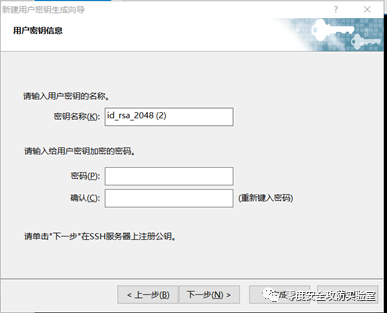 新建用户密钥生成向导
用户密钥信息
请输入用户密钥的名称。
密钥名称(K):
id_rsa_2048 (2)
请输入给用户密钥加密的密码。
密码(P):
确认(C):
(重新键入密码)
请单击"下一步"在SSH服务器上注册公钥。
< 上一步(B)
下一步(N) >
零度安全攻防实验室